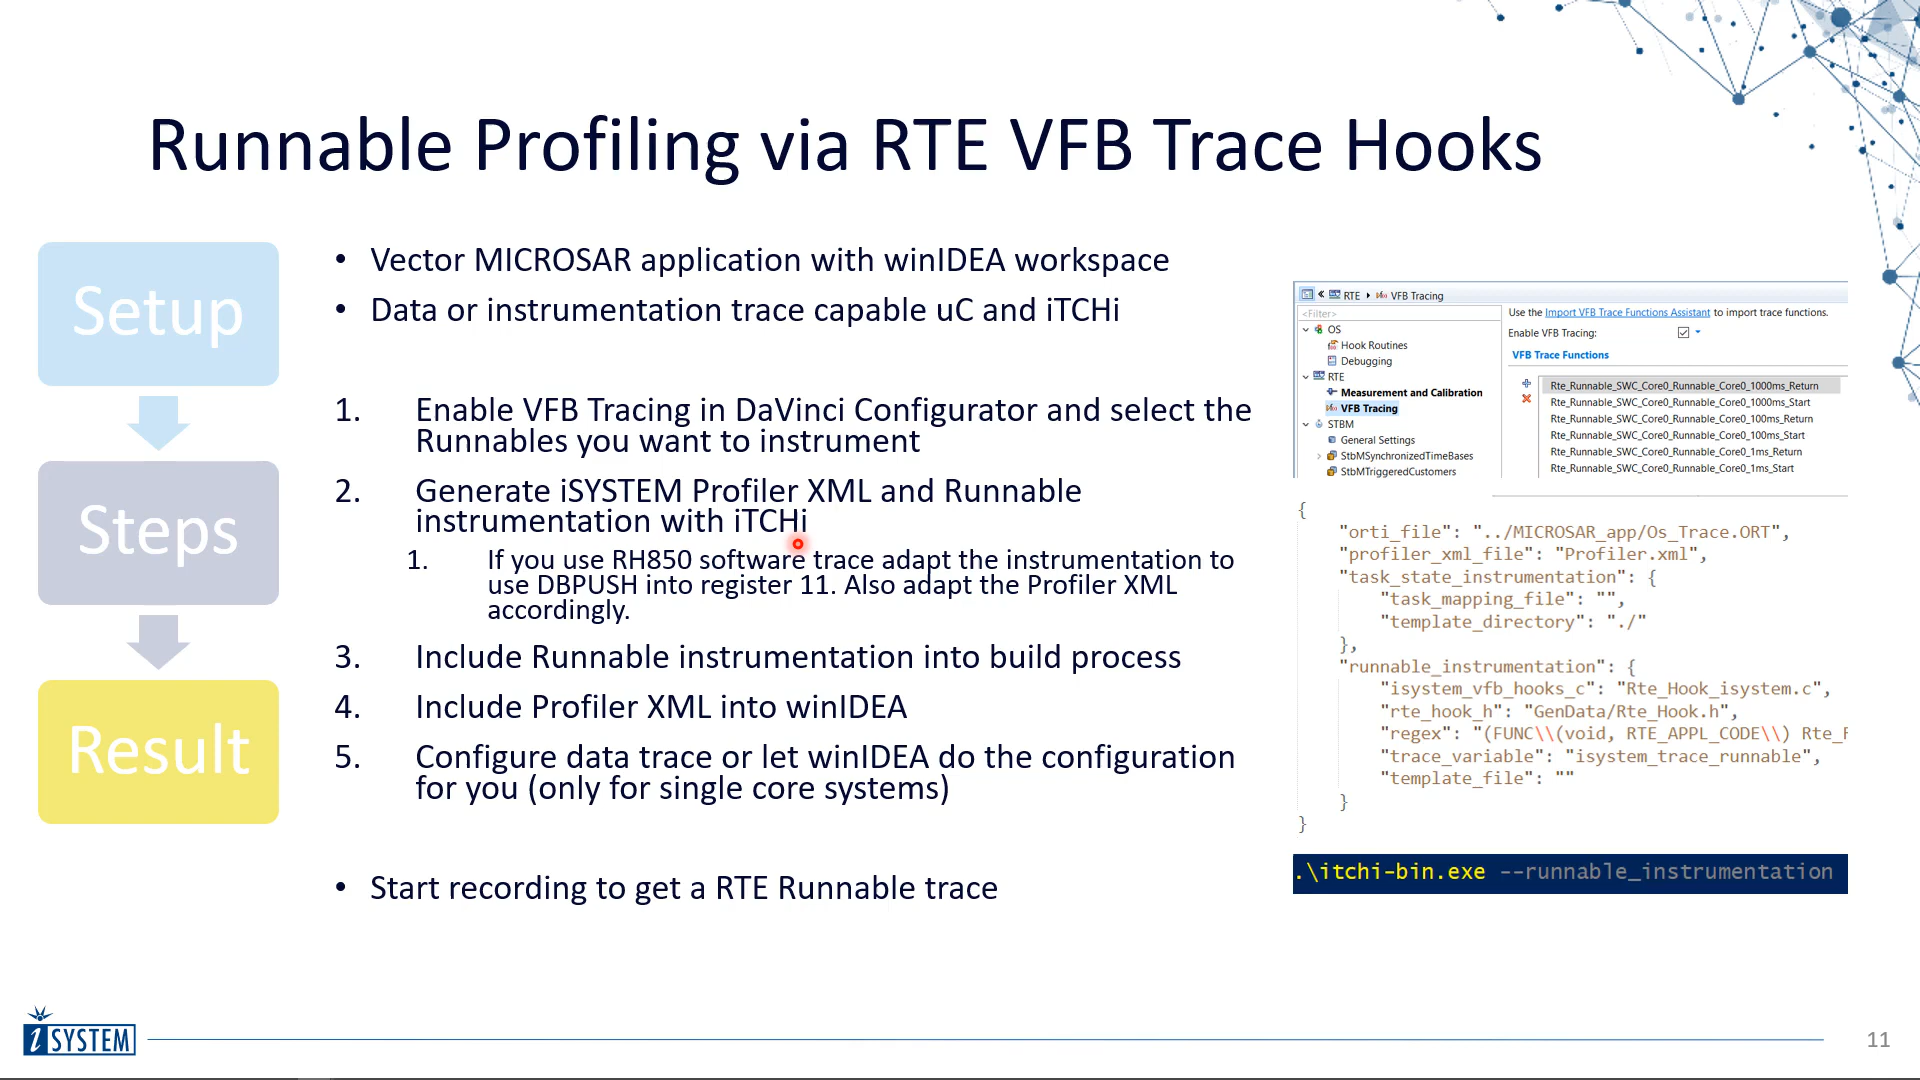 Runnable Profiling via RTE VFB Trace Hooks
Setup
Steps
Result
• Vector MICROSAR application with winIDEA workspace
• Data or instrumentation trace capable uC and iTCHi
1. Enable VFB Tracing in DaVinci Configurator and select the
Runnables you want to instrument
2. Generate iSYSTEM Profiler XML and Runnable
instrumentation with iTCHi
1. If you use RH850 software trace adapt the instrumentation to
use DBPUSH into register 11. Also adapt the Profiler XML
accordingly.
3. Include Runnable instrumentation into build process
4. Include Profiler XML into winIDEA
5. Configure data trace or let winIDEA do the configuration
for you (only for single core systems)
• Start recording to get a RTE Runnable trace
RTE VFB Tracing
<Filter>
OS
Hook Routines
Debugging
RTE
Measurement and Calibration
VFB Tracing
STBM
General Settings
StbMSynchronizedTimeBases
StbMTriggeredCustomers
Use the Import VFB Trace Functions Assistant to import trace functions.
Enable VFB Tracing:
VFB Trace Functions
Rte_Runnable_SWC_Core0_Runnable_Core0_1000ms_Return
Rte_Runnable_SWC_Core0_Runnable_Core0_1000ms_Start
Rte_Runnable_SWC_Core0_Runnable_Core0_100ms_Return
Rte_Runnable_SWC_Core0_Runnable_Core0_100ms_Start
Rte_Runnable_SWC_Core0_Runnable_Core0_1ms_Return
Rte_Runnable_SWC_Core0_Runnable_Core0_1ms_Start
{
"orti_file": "../MICROSAR_app/Os_Trace.ORT",
"profiler_xml_file": "Profiler.xml",
"task_state_instrumentation": {
"task_mapping_file": "",
"template_directory": "./"
},
"runnable_instrumentation": {
"isystem_vfb_hooks_c": "Rte_Hook_isystem.c",
"rte_hook_h": "GenData/Rte_Hook.h",
"regex": "(FUNC\\(void, RTE_APPL_CODE\\) Rte_
"trace_variable": "isystem_trace_runnable",
"template_file": ""
}
}
.\itchi-bin.exe --runnable_instrumentation
iSYSTEM
11